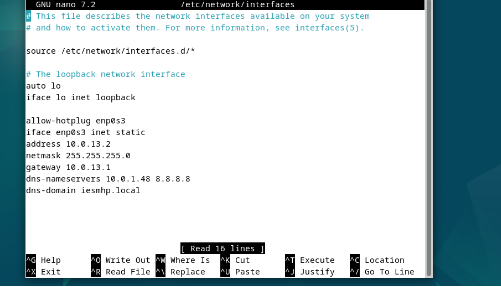 GNU nano 7.2 /etc/network/interfaces
# This file describes the network interfaces available on your system
# and how to activate them. For more information, see interfaces(5).
source /etc/network/interfaces.d/*
# The loopback network interface
auto lo
iface lo inet loopback
allow-hotplug enp0s3
iface enp0s3 inet static
address 10.0.13.2
netmask 255.255.255.0
gateway 10.0.13.1
dns-nameservers 10.0.1.48 8.8.8.8
dns-domain iesmhp.local
[ Read 16 lines ]
^G Help ^O Write Out ^W Where Is ^K Cut ^T Execute ^C Location
^X Exit ^R Read File ^\ Replace ^U Paste ^J Justify ^/ Go To Line